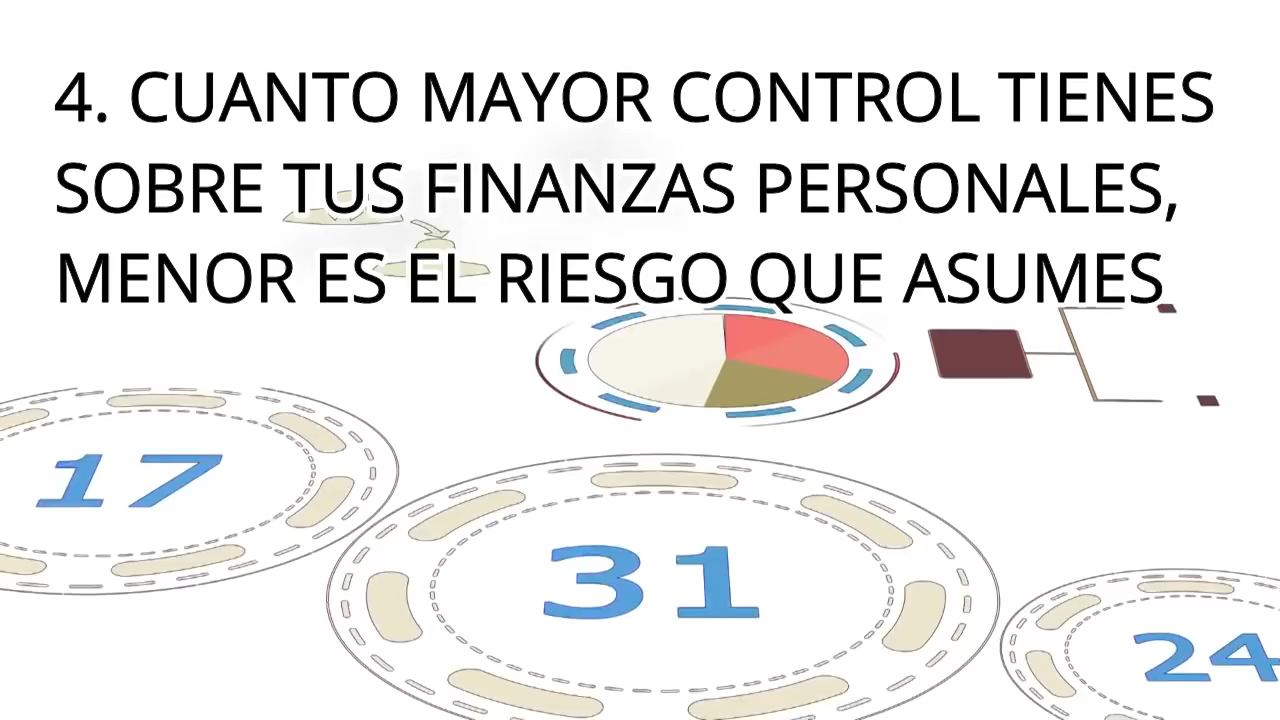 4. CUANTO MAYOR CONTROL TIENES
SOBRE TUS FINANZAS PERSONALES,
MENOR ES EL RIESGO QUE ASUMES
17
31
24